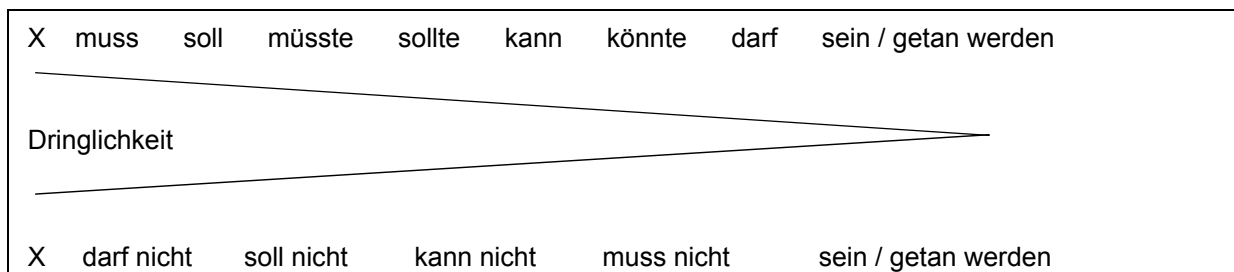 X muss soll müsste sollte kann könnte darf sein / getan werden
Dringlichkeit
X darf nicht soll nicht kann nicht muss nicht sein / getan werden